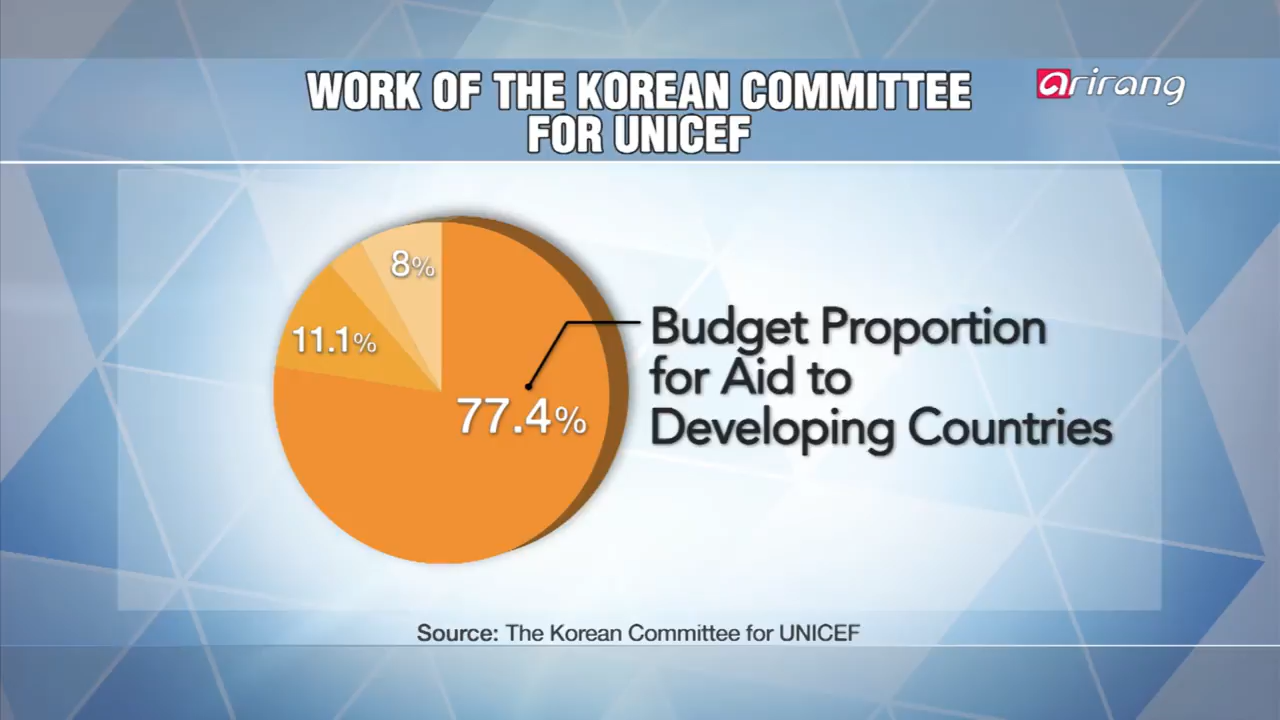 WORK OF THE KOREAN COMMITTEE
FOR UNICEF
arirang
8%
11.1%
77.4%
Budget Proportion
for Aid to
Developing Countries
Source: The Korean Committee for UNICEF